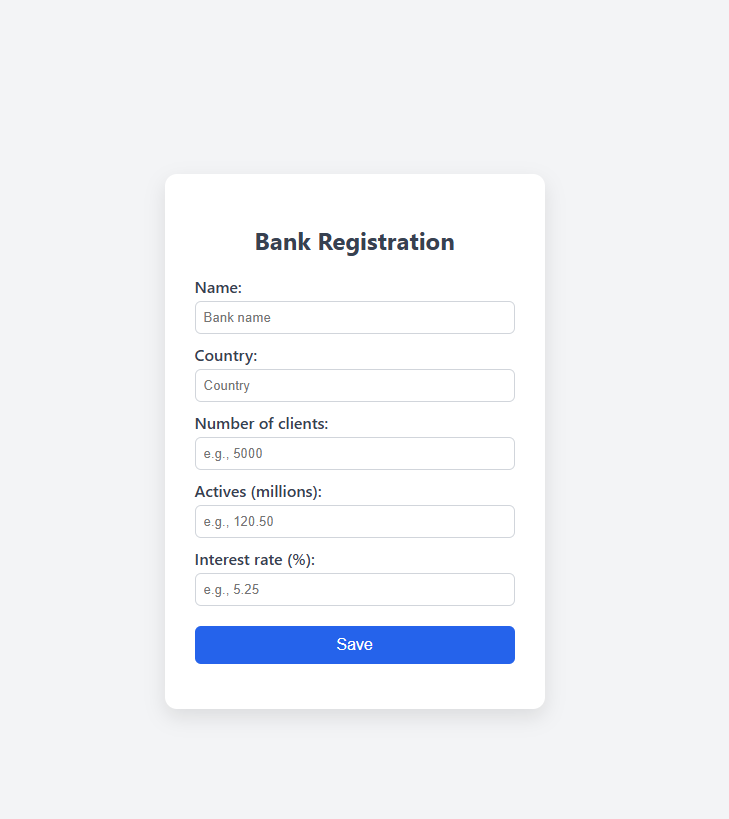 Bank Registration
Name:
Bank name
Country:
Country
Number of clients:
e.g., 5000
Actives (millions):
e.g., 120.50
Interest rate (%):
e.g., 5.25
Save